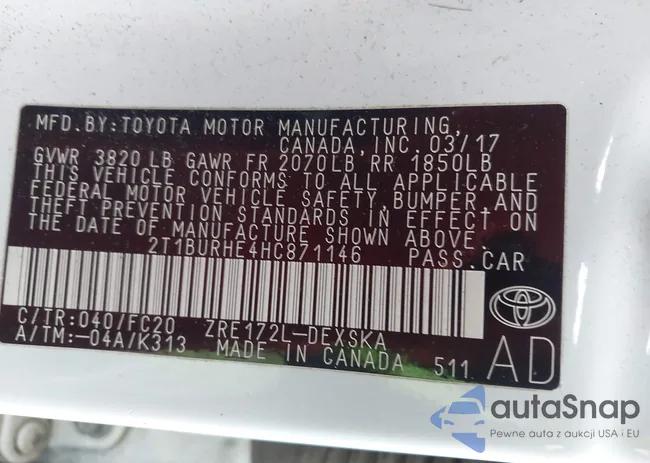 MFD. BY: TOYOTA MOTOR MANUFACTURING,
CANADA, INC. 03/17
GVWR 3820 LB GAWR FR 2070LB RR 1850LB
THIS VEHICLE CONFORMS TO ALL APPLICABLE
FEDERAL MOTOR VEHICLE SAFETY, BUMPER, AND
THEFT PREVENTION STANDARDS IN EFFECT ON
THE DATE OF MANUFACTURE SHOWN ABOVE.
2T1BURHE4HC871146 PASS. CAR
C/TR: 040/FC20 ZRE172L-DEXSKA
A/TM: -04A/K313 MADE IN CANADA 511 AD
autoSnap
Pewne auta z aukcji USA i EU